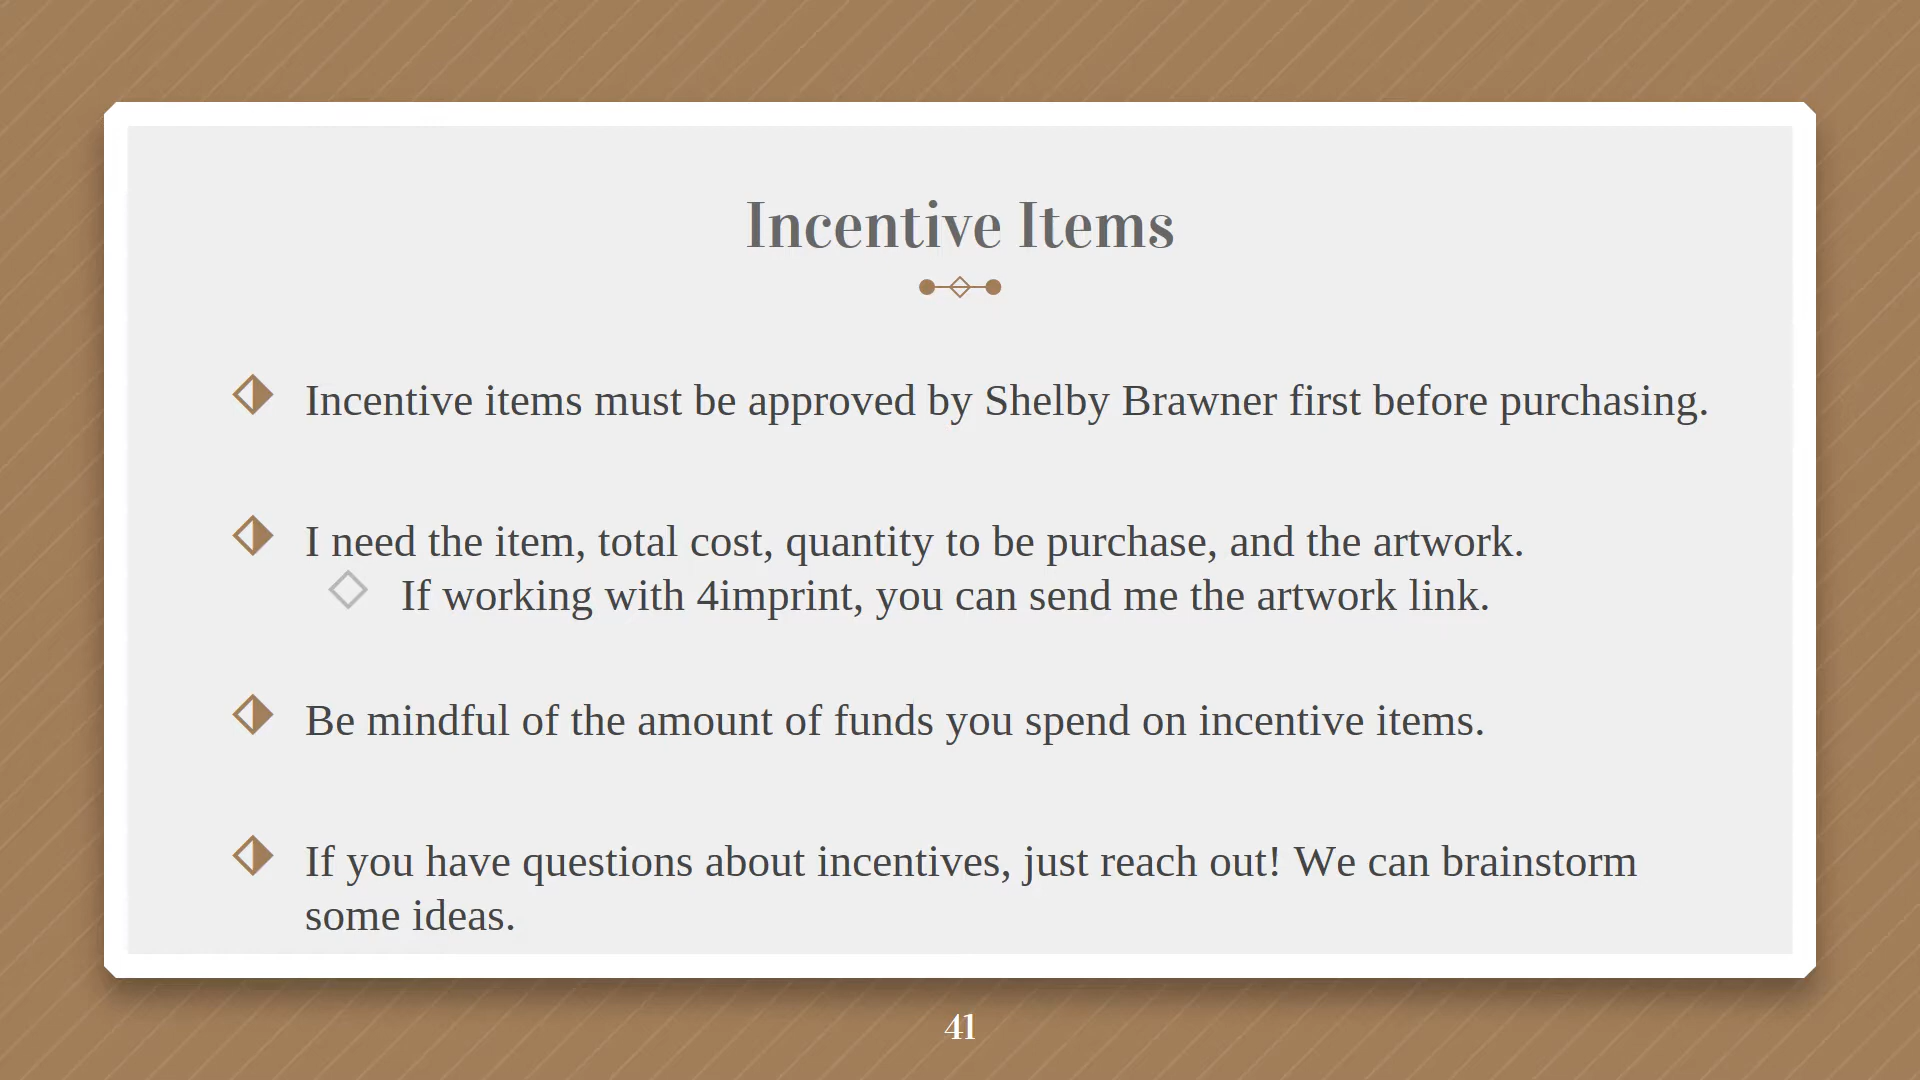 Incentive Items
Incentive items must be approved by Shelby Brawner first before purchasing.
I need the item, total cost, quantity to be purchase, and the artwork.
If working with 4imprint, you can send me the artwork link.
Be mindful of the amount of funds you spend on incentive items.
If you have questions about incentives, just reach out! We can brainstorm
some ideas.
41